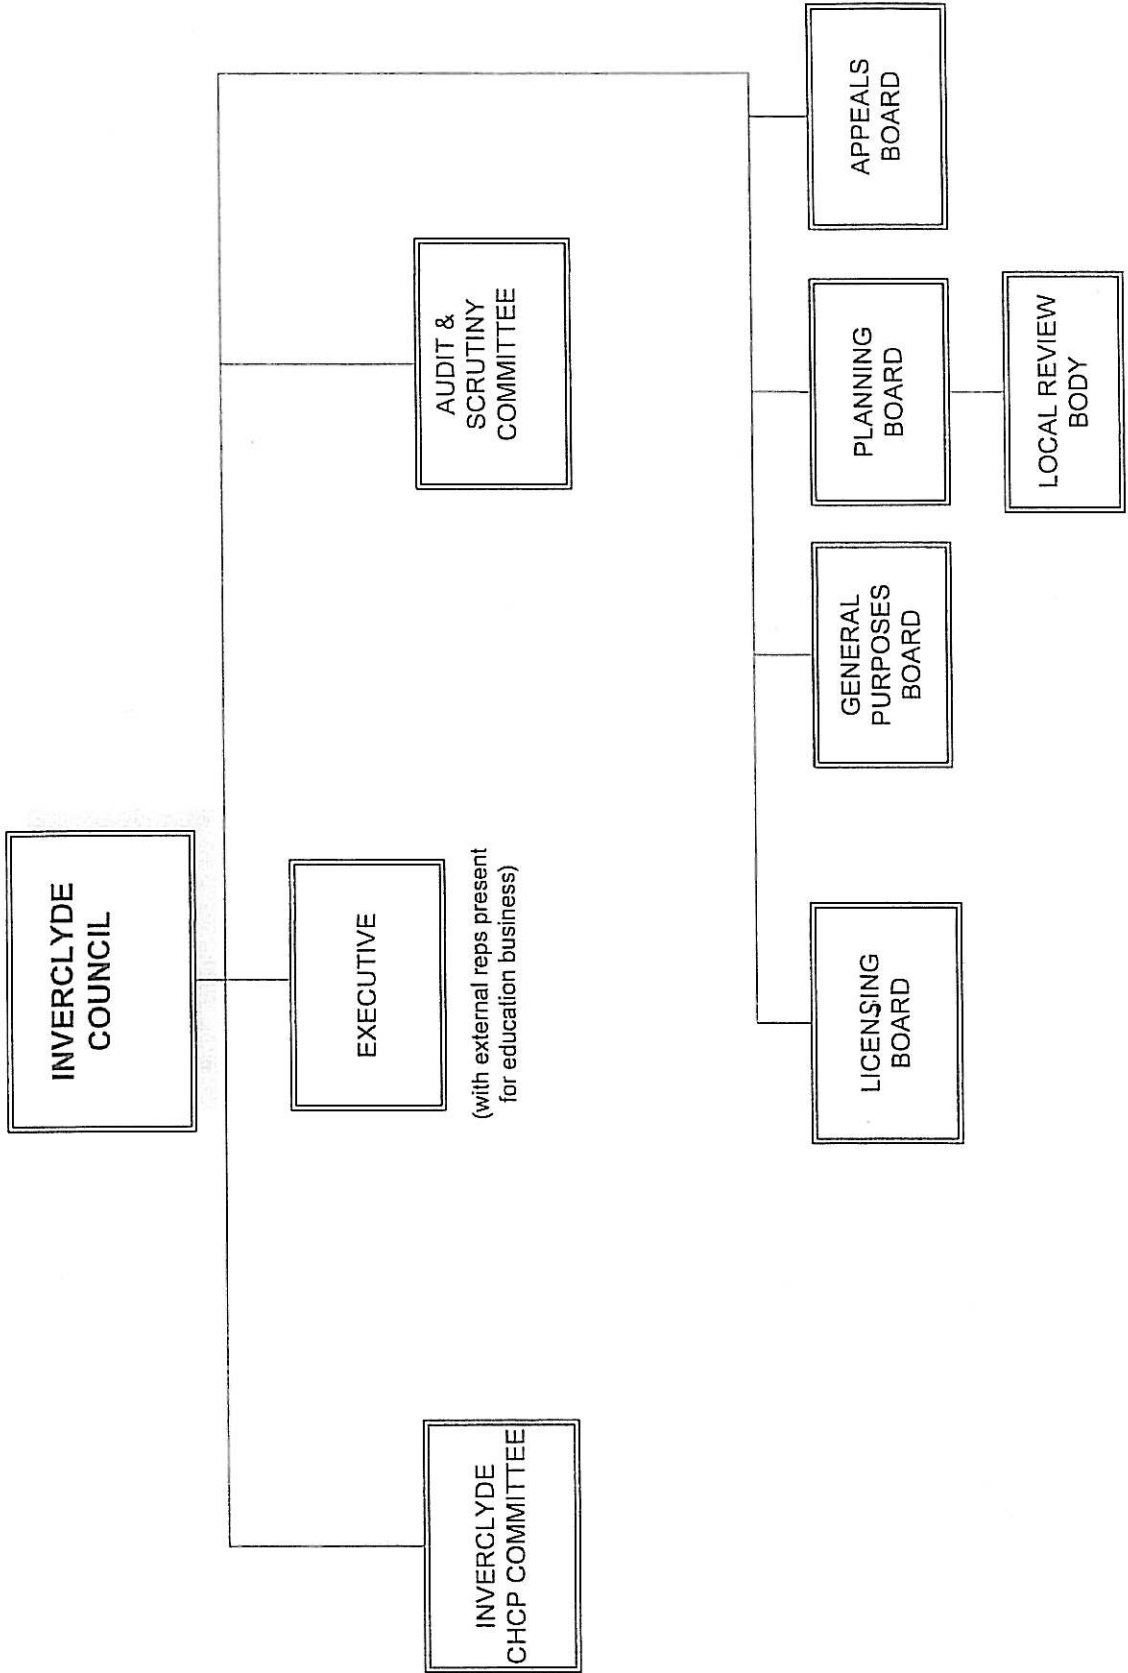 INVERCLYDE
COUNCIL
EXECUTIVE
(with external reps present
for education business)
INVERCLYDE
CHCP COMMITTEE
AUDIT &
SCRUTINY
COMMITTEE
LICENSING
BOARD
GENERAL
PURPOSES
BOARD
PLANNING
BOARD
APPEALS
BOARD
LOCAL REVIEW
BODY